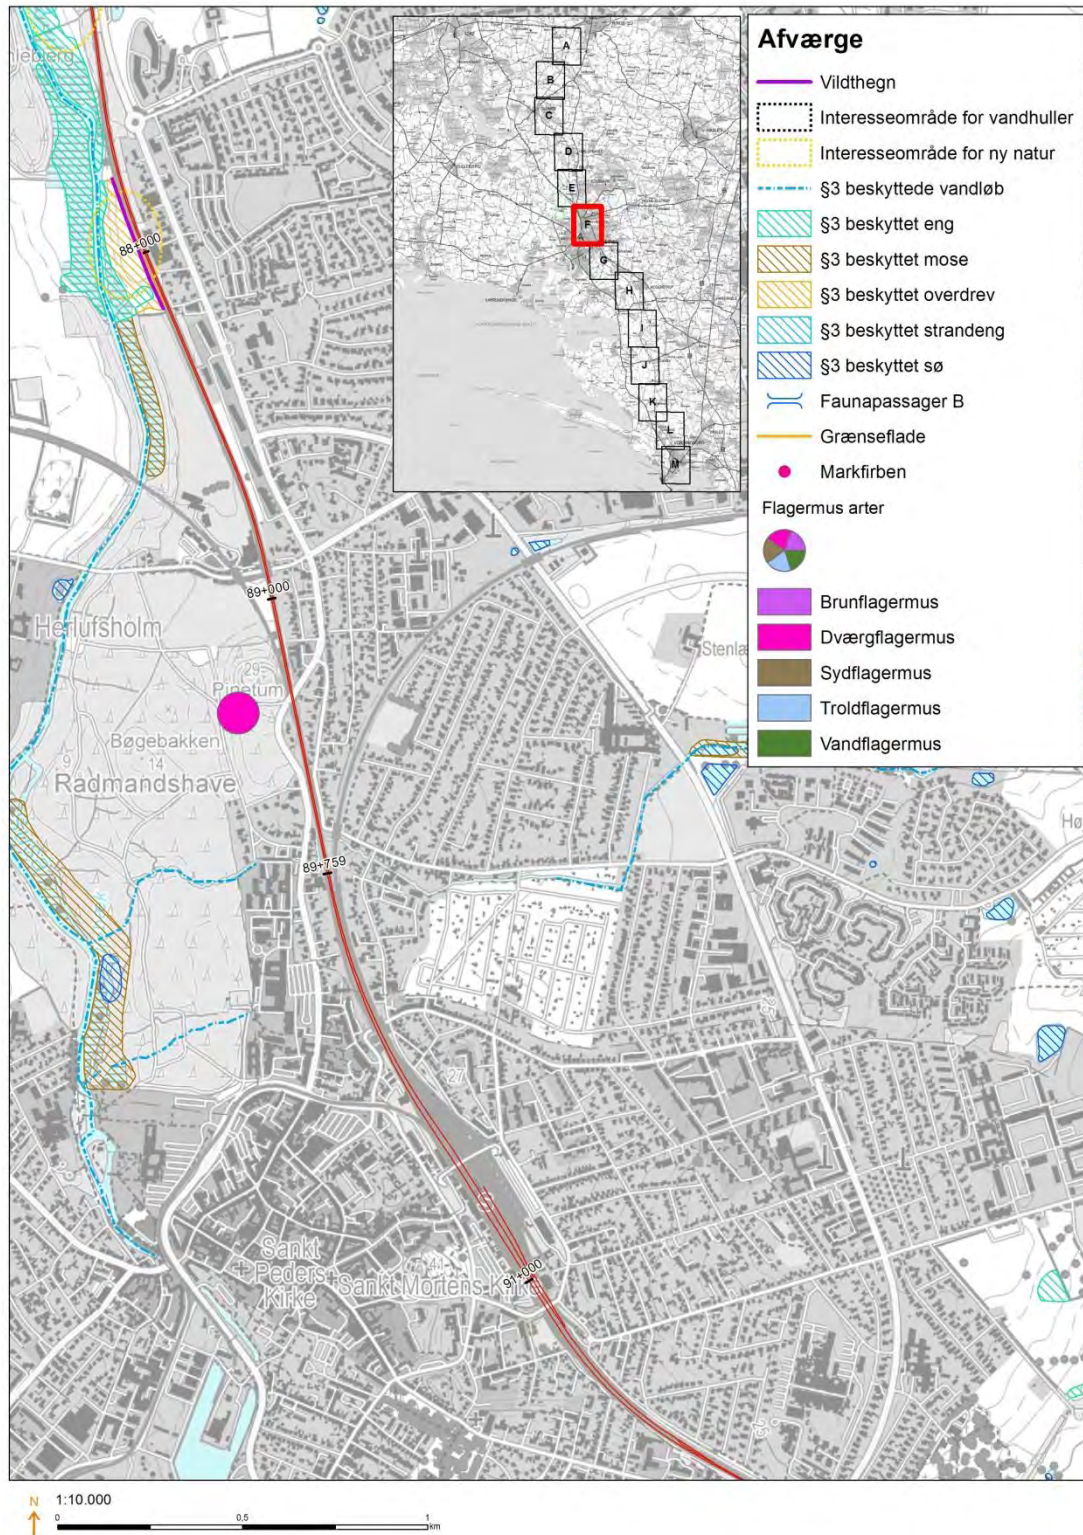 Afværge
Vildthegn
Interesseområde for vandhuller
Interesseområde for ny natur
§3 beskyttede vandløb
§3 beskyttet eng
§3 beskyttet mose
§3 beskyttet overdrev
§3 beskyttet strandeng
§3 beskyttet sø
Faunapassager B
Grænseflade
Markfirben
Flagermus arter
Brunflagermus
Dværgflagermus
Sydflagermus
Troldflagermus
Vandflagermus
A
B
C
D
E
F
G
H
I
J
K
L
M
88+000
89+000
Herlufsholm
29
Pinetum
Bøgebakken
9
14
Radmandshave
89+759
25
27
91+000
Sankt
Peders
Kirke
Sankt Mortens
25
N
1:10.000
0
0,5
1
km